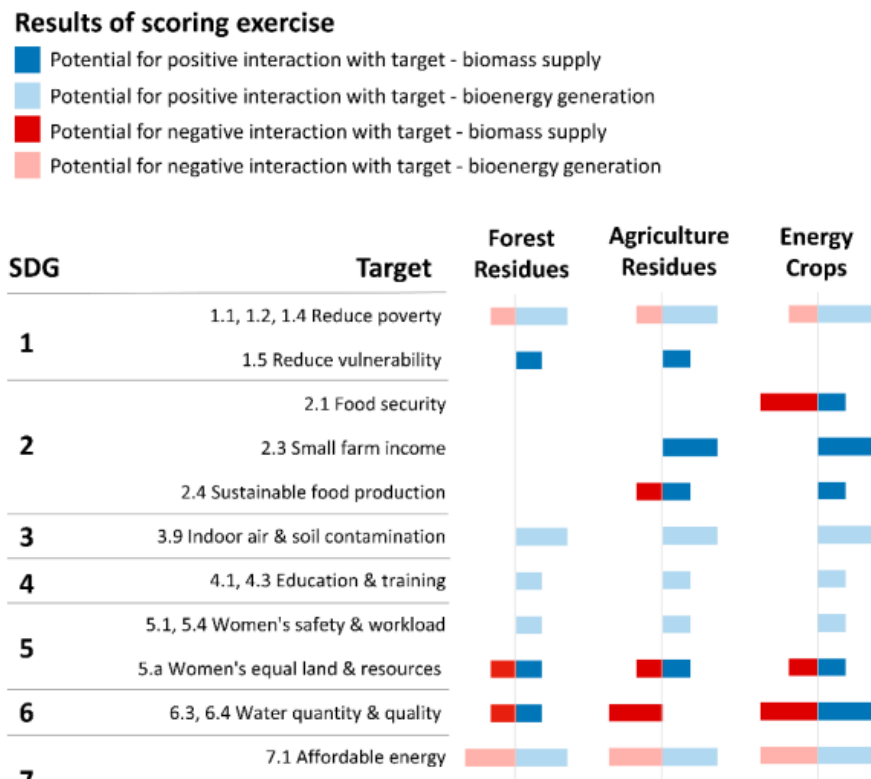 Results of scoring exercise
Potential for positive interaction with target - biomass supply
Potential for positive interaction with target - bioenergy generation
Potential for negative interaction with target - biomass supply
Potential for negative interaction with target - bioenergy generation
SDG Target Forest Residues Agriculture Residues Energy Crops
1
1.1, 1.2, 1.4 Reduce poverty
1.5 Reduce vulnerability
2
2.1 Food security
2.3 Small farm income
2.4 Sustainable food production
3
3.9 Indoor air & soil contamination
4
4.1, 4.3 Education & training
5
5.1, 5.4 Women's safety & workload
5.a Women's equal land & resources
6
6.3, 6.4 Water quantity & quality
7
7.1 Affordable energy